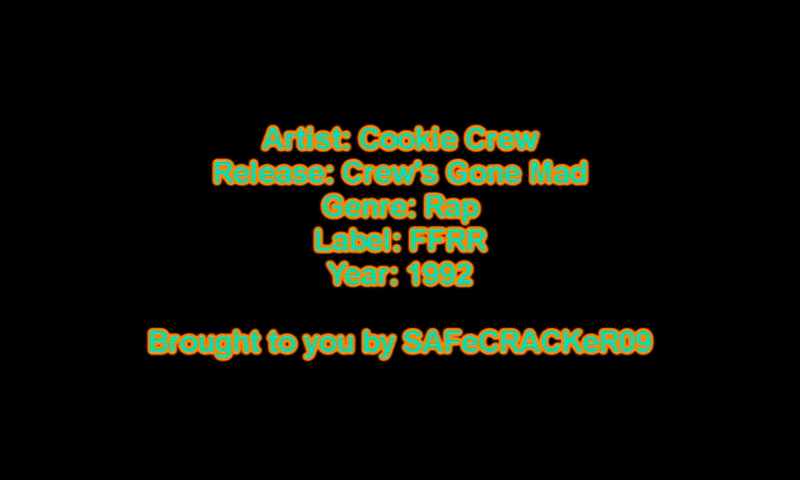 Artist: Cookie Crew
Release: Crew's Gone Mad
Genre: Rap
Label: FFRR
Year: 1992
Brought to you by SAFeCRACKeR09